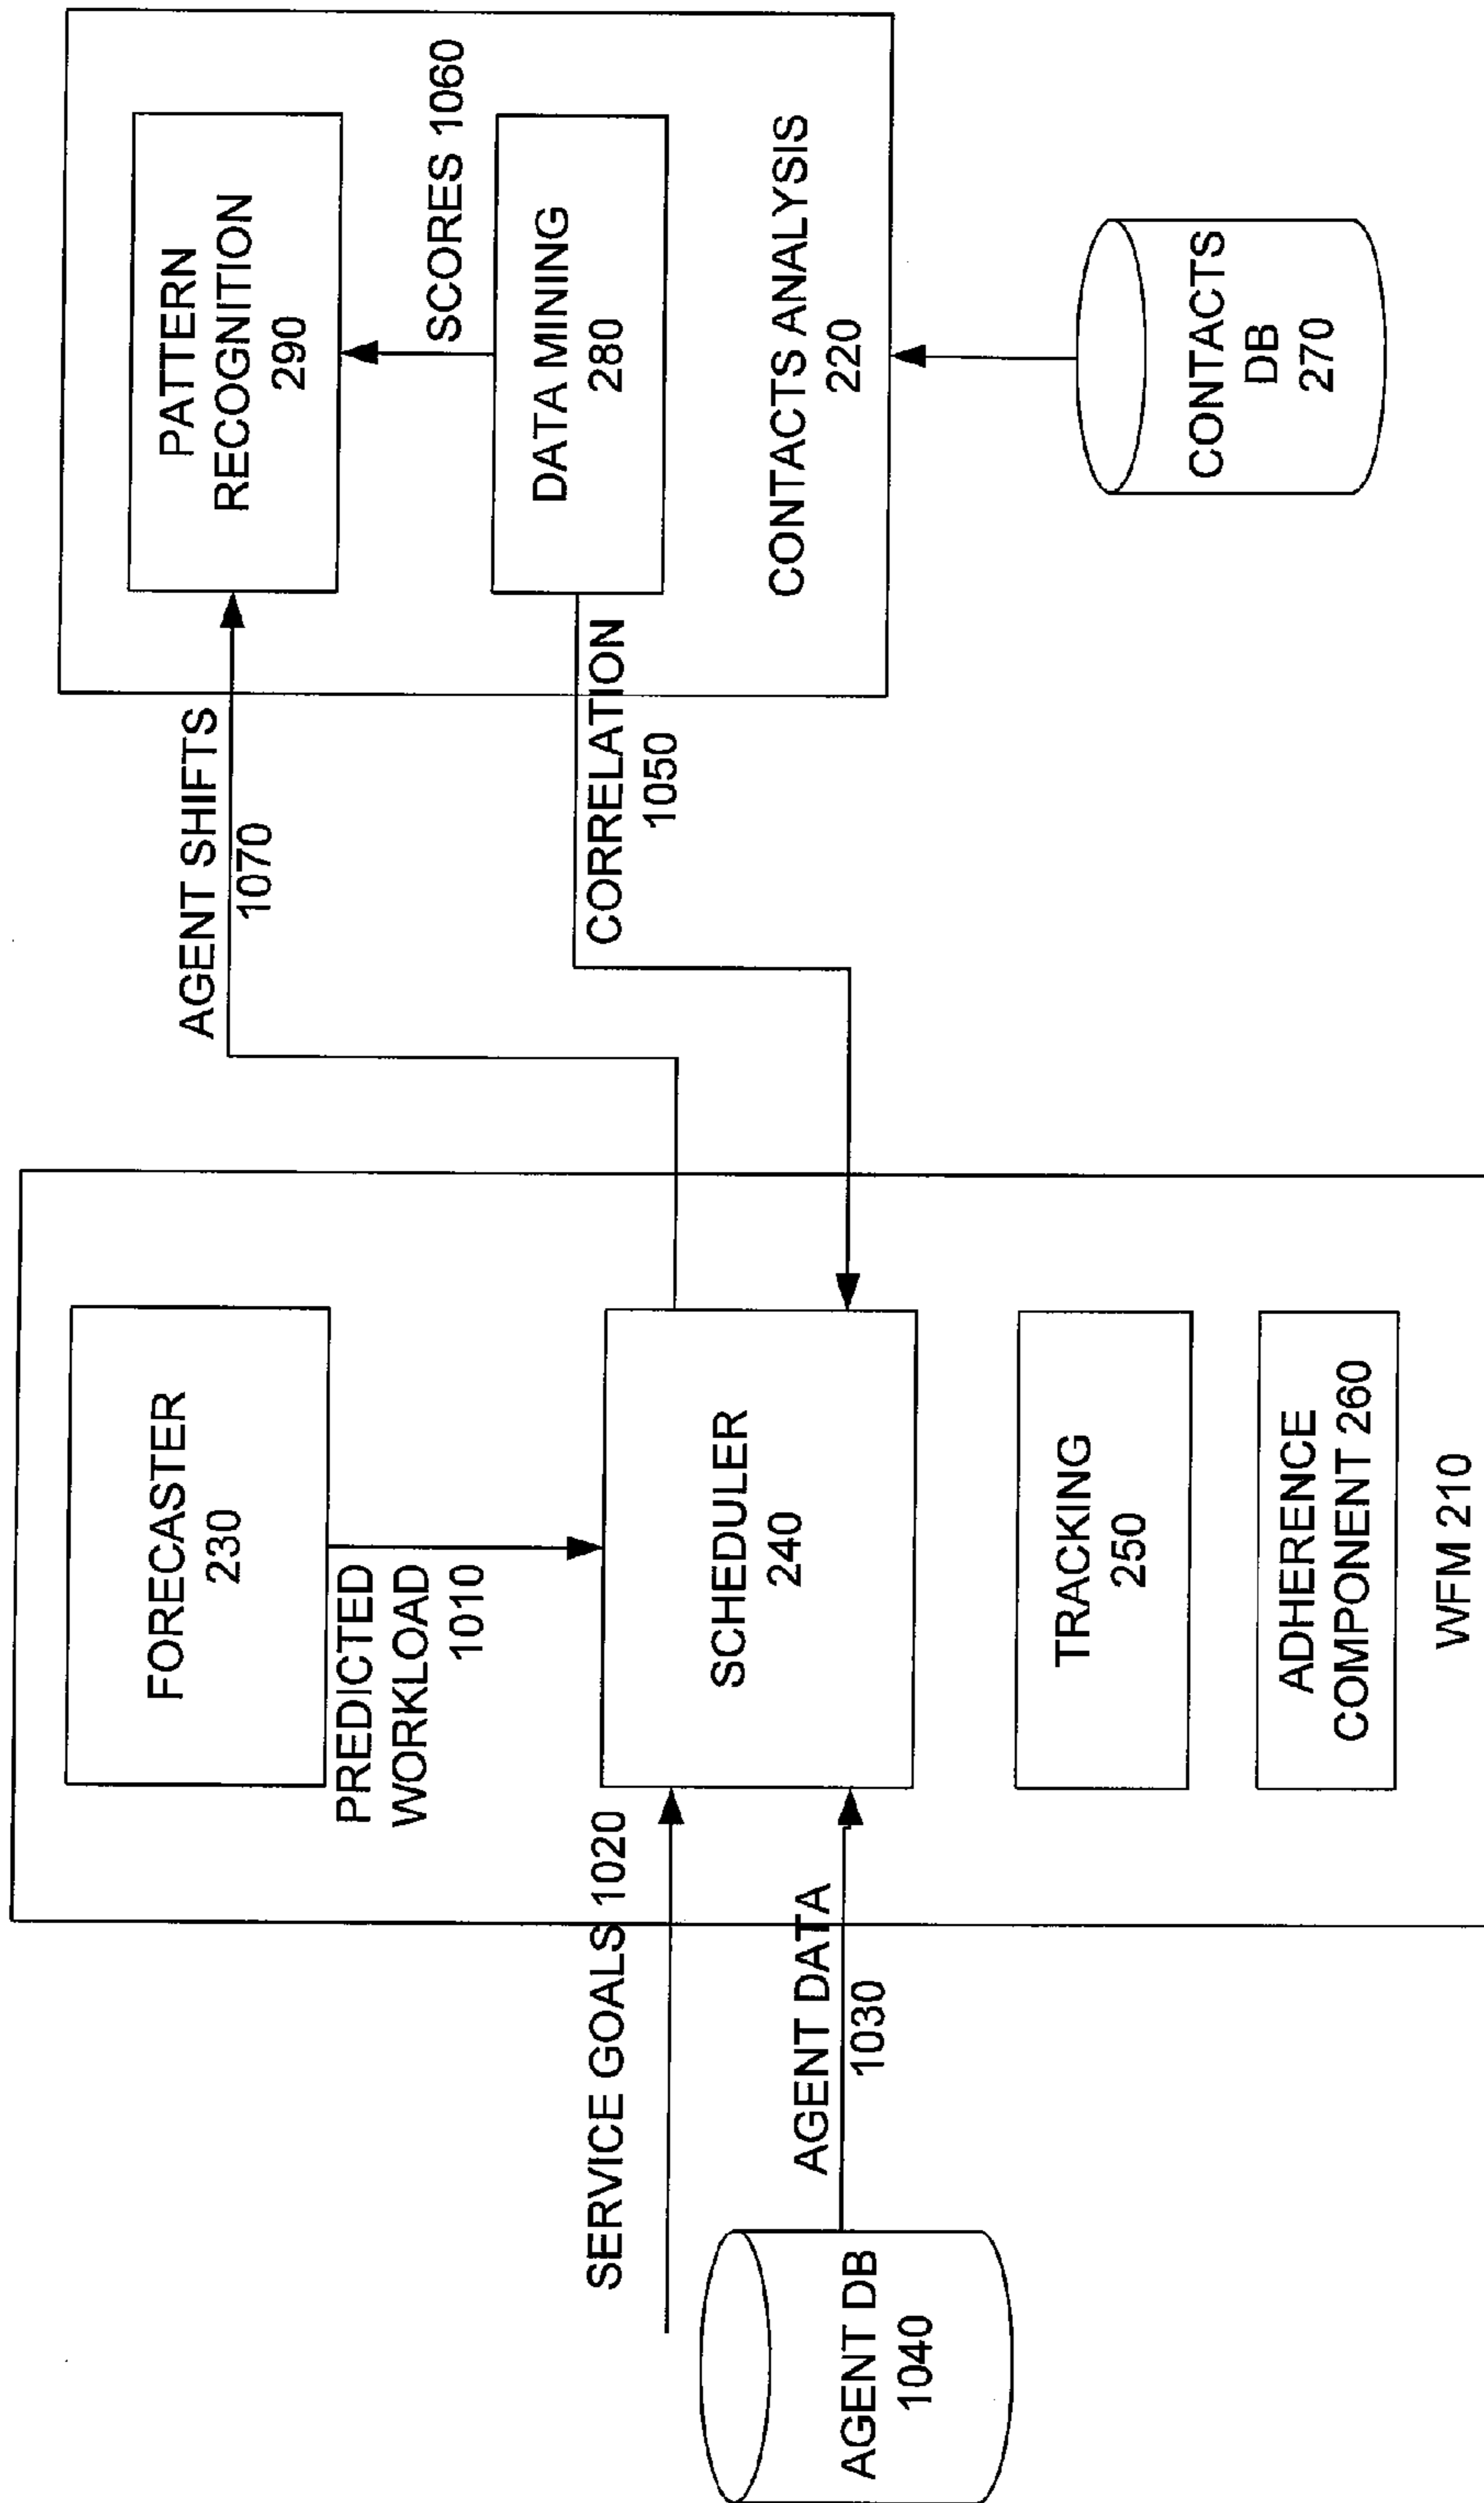 FORECASTER
230
PREDICTED
WORKLOAD
1010
SERVICE GOALS 1020
SCHEDULER
240
AGENT DATA
1030
AGENT DB
1040
TRACKING
250
ADHERENCE
COMPONENT 260
WFM 210
AGENT SHIFTS
1070
CORRELATION
1050
PATTERN
RECOGNITION
290
SCORES 1060
DATA MINING
280
CONTACTS ANALYSIS
220
CONTACTS
DB
270